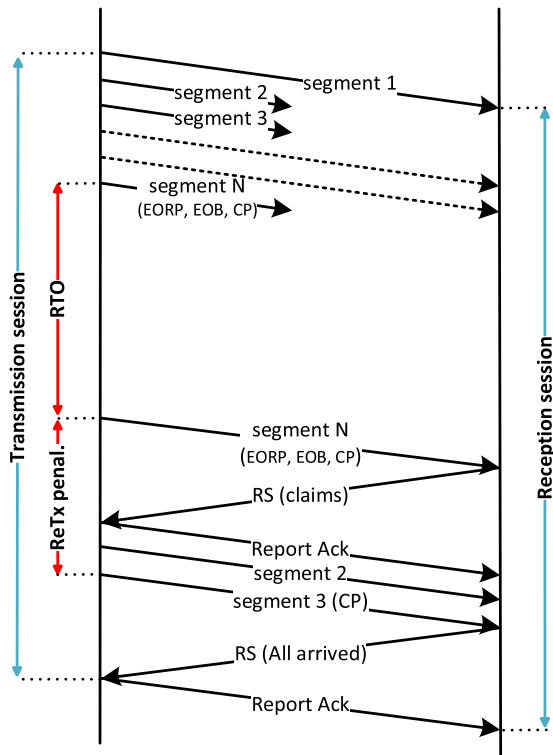 segment 1
segment 2
segment 3
segment N
(EORP, EOB, CP)
Transmission session
RTO
Reception session
segment N
(EORP, EOB, CP)
ReTx penal.
RS (claims)
Report Ack
segment 2
segment 3 (CP)
RS (All arrived)
Report Ack